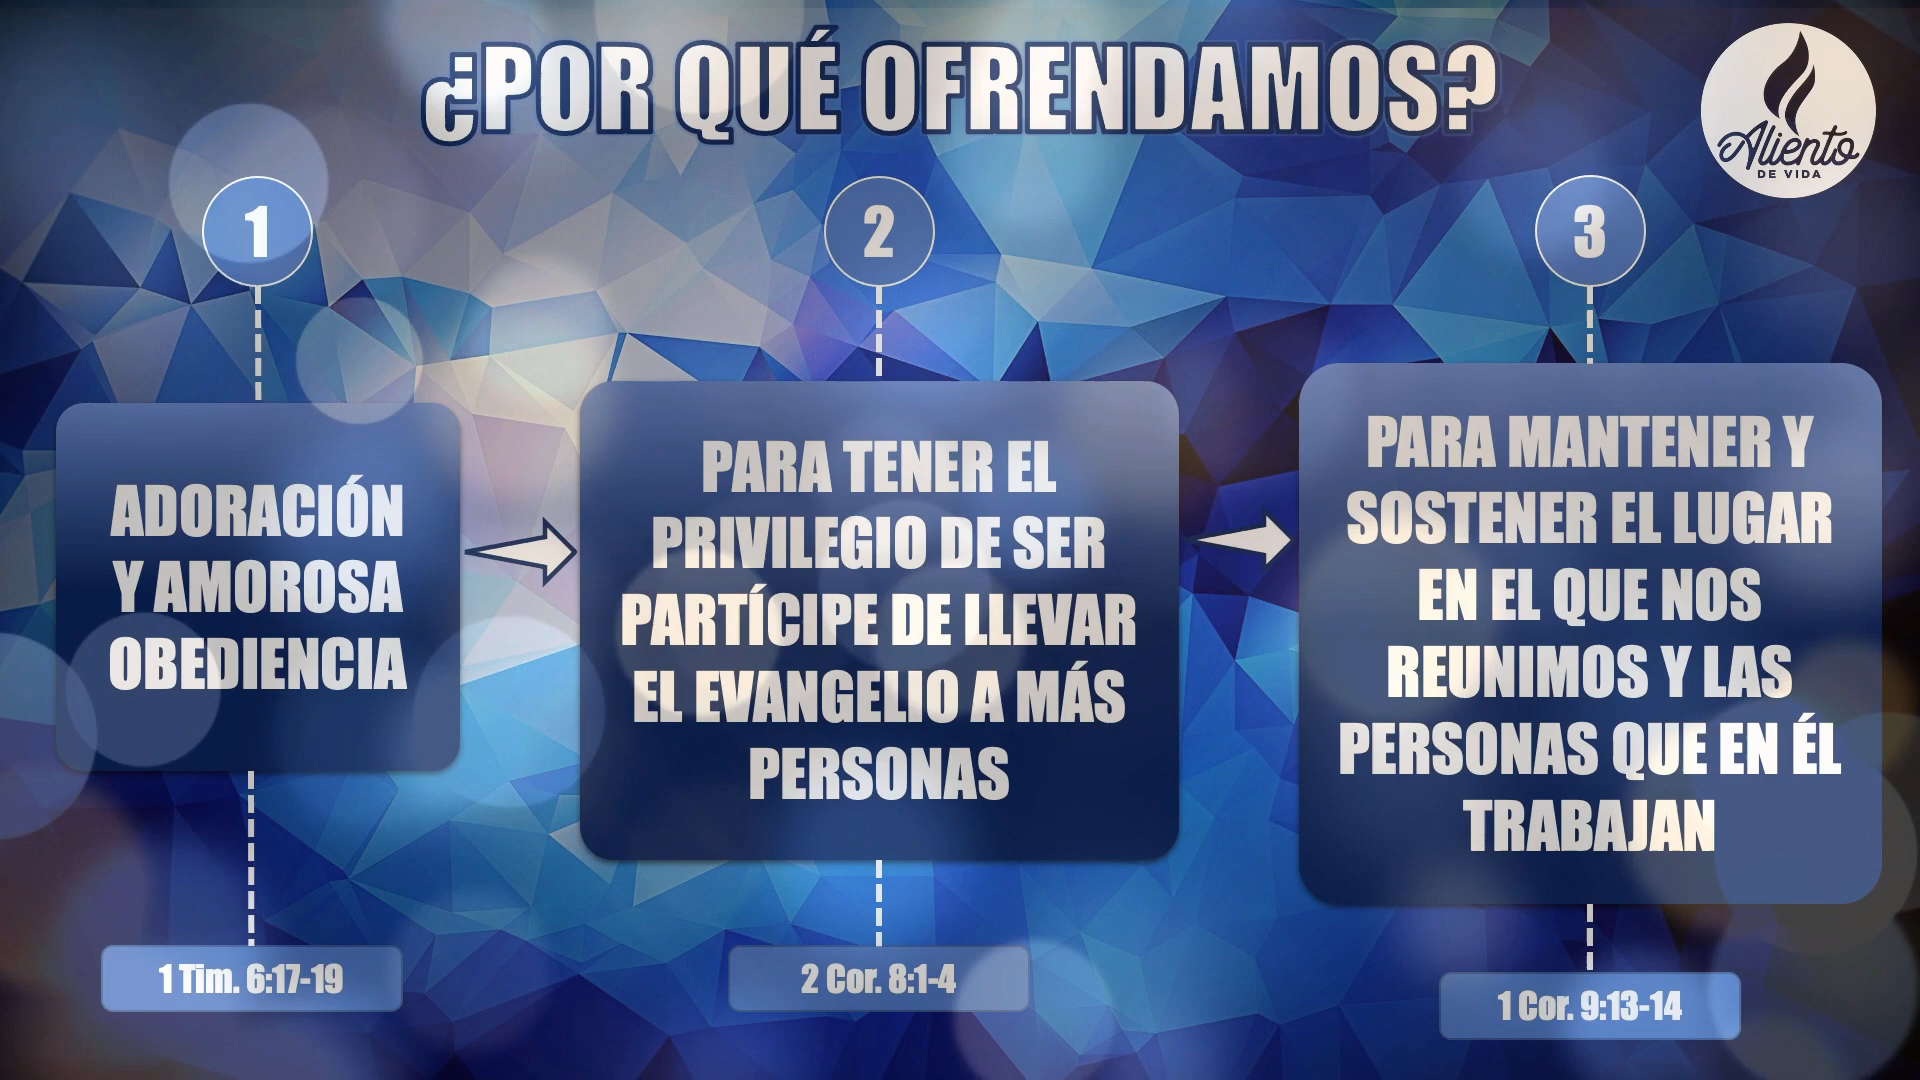 ¿POR QUÉ OFRENDAMOS?
Aliento
DE VIDA
1
ADORACIÓN
Y AMOROSA
OBEDIENCIA
1 Tim. 6:17-19
2
PARA TENER EL
PRIVILEGIO DE SER
PARTÍCIPE DE LLEVAR
EL EVANGELIO A MÁS
PERSONAS
2 Cor. 8:1-4
3
PARA MANTENER Y
SOSTENER EL LUGAR
EN EL QUE NOS
REUNIMOS Y LAS
PERSONAS QUE EN ÉL
TRABAJAN
1 Cor. 9:13-14